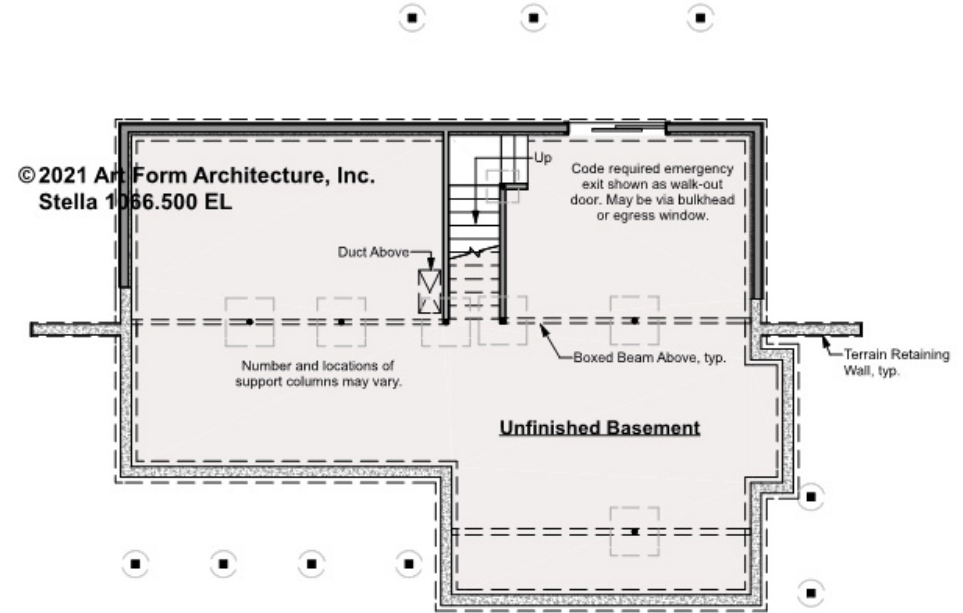 ©2021 Art Form Architecture, Inc.
Stella 1066.500 EL
Up
Code required emergency
exit shown as walk-out
door. May be via bulkhead
or egress window.
Duct Above
Number and locations of
support columns may vary.
Boxed Beam Above, typ.
Terrain Retaining
Wall, typ.
Unfinished Basement